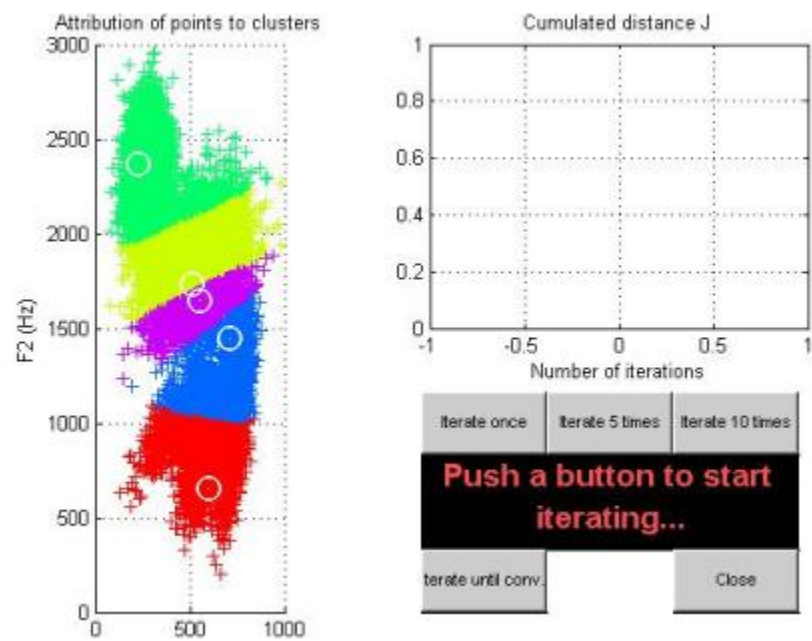 Attribution of points to clusters
3000
2500
2000
1500
1000
500
0
F2 (Hz)
0
500
1000
Cumulated distance J
1
0.8
0.6
0.4
0.2
0
-1
-0.5
0
0.5
1
Number of iterations
Iterate once
Iterate 5 times
Iterate 10 times
Push a button to start
iterating...
terate until conv.
Close